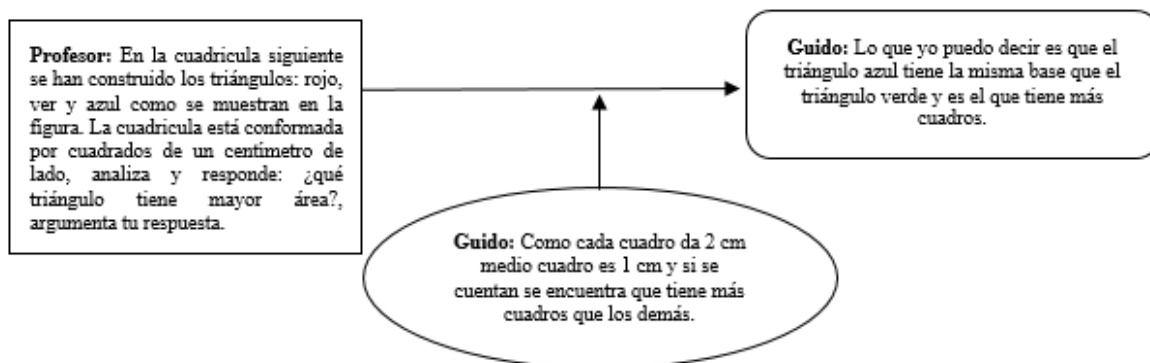 Profesor: En la cuadricula siguiente
se han construido los triángulos: rojo,
ver y azul como se muestran en la
figura. La cuadricula está conformada
por cuadrados de un centímetro de
lado, analiza y responde: ¿qué
triángulo tiene mayor área?,
argumenta tu respuesta.
Guido: Lo que yo puedo decir es que el
triángulo azul tiene la misma base que el
triángulo verde y es el que tiene más
cuadros.
Guido: Como cada cuadro da 2 cm
medio cuadro es 1 cm y si se
cuentan se encuentra que tiene más
cuadros que los demás.